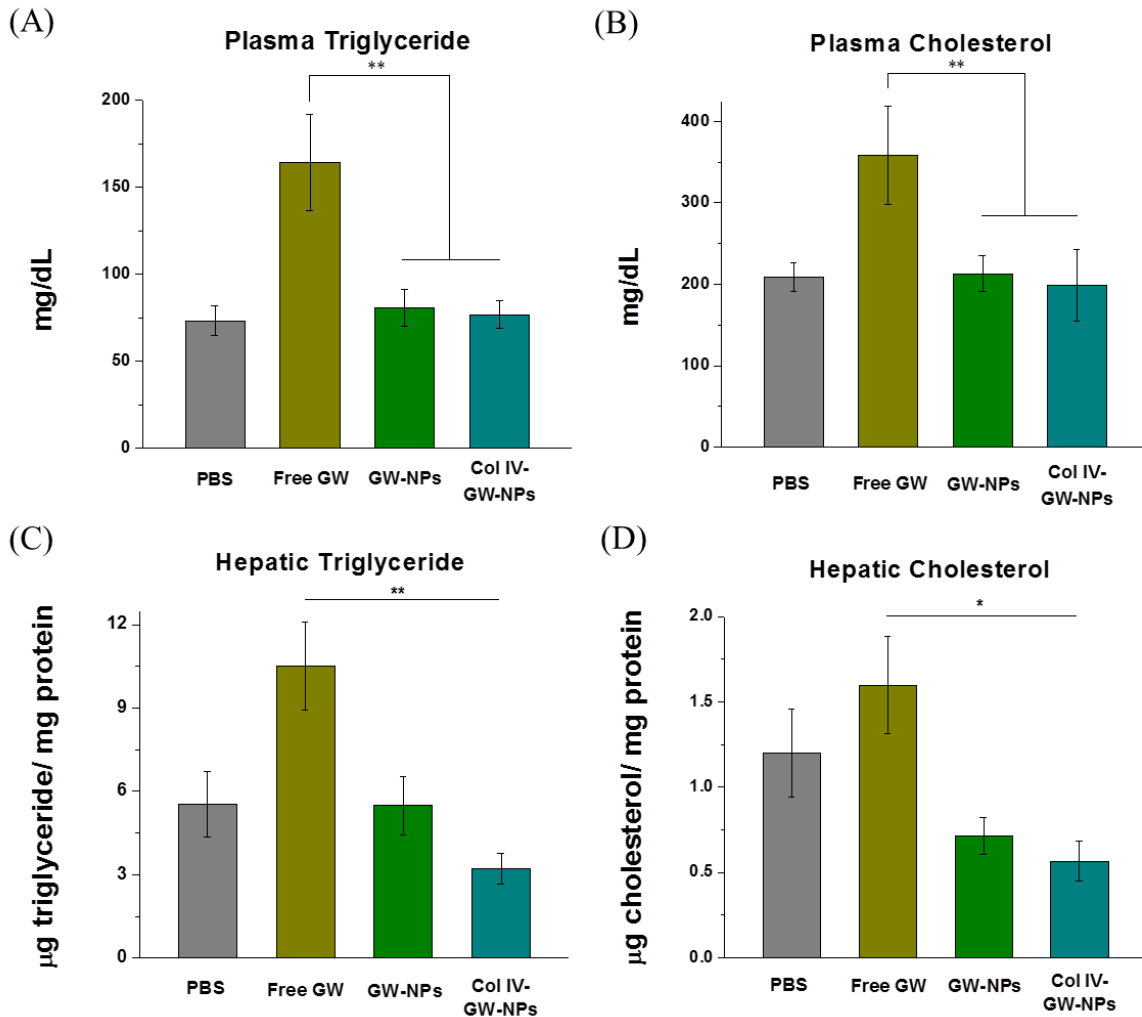 (A)
Plasma Triglyceride
**
200
150
100
50
0
mg/dL
PBS
Free GW
GW-NPs
Col IV-
GW-NPs
(B)
Plasma Cholesterol
**
400
300
200
100
0
mg/dL
PBS
Free GW
GW-NPs
Col IV-
GW-NPs
(C)
Hepatic Triglyceride
**
12
9
6
3
0
µg triglyceride/ mg protein
PBS
Free GW
GW-NPs
Col IV-
GW-NPs
(D)
Hepatic Cholesterol
*
2.0
1.5
1.0
0.5
0.0
µg cholesterol/ mg protein
PBS
Free GW
GW-NPs
Col IV-
GW-NPs